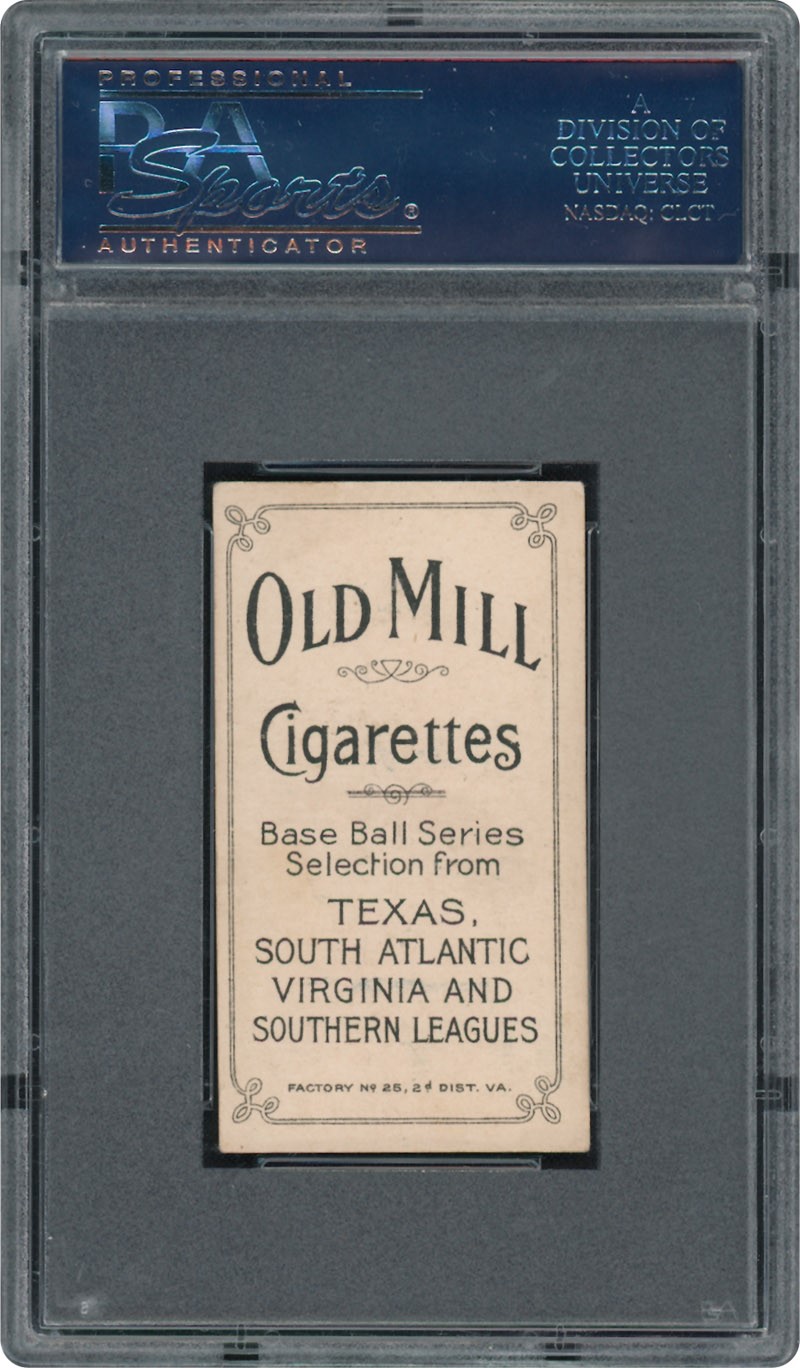 PROFESSIONAL
PSA
Sports®
AUTHENTICATOR
A
DIVISION OF
COLLECTORS
UNIVERSE
NASDAQ: CLCT
OLD MILL
Cigarettes
Base Ball Series
Selection from
TEXAS,
SOUTH ATLANTIC
VIRGINIA AND
SOUTHERN LEAGUES
FACTORY Nº 25, 2d DIST. VA.
PSA